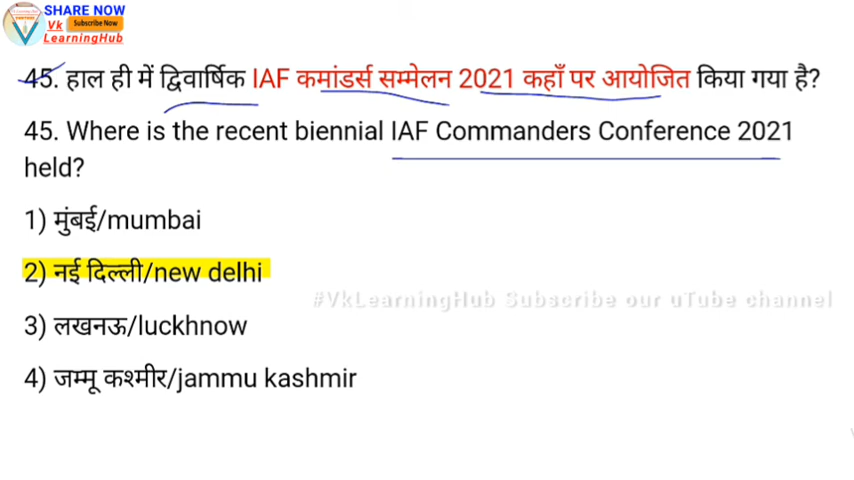 SHARE NOW
Vk Subscribe Now
LearningHub
45. हाल ही में द्विवार्षिक IAF कमांडर्स सम्मेलन 2021 कहाँ पर आयोजित किया गया है?
45. Where is the recent biennial IAF Commanders Conference 2021
held?
1) मुंबई/mumbai
2) नई दिल्ली/new delhi
#VkLearningHub Subscribe our uTube channel
3) लखनऊ/luckhnow
4) जम्मू कश्मीर/jammu kashmir